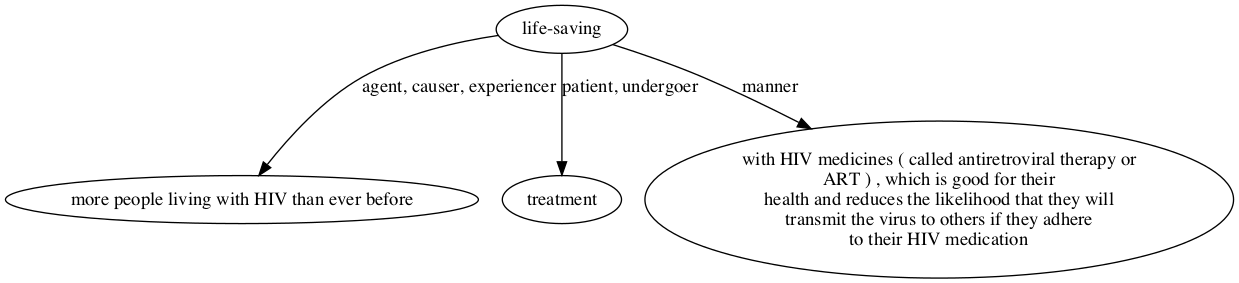 life-saving
agent, causer, experiencer
patient, undergoer
manner
more people living with HIV than ever before
treatment
with HIV medicines ( called antiretroviral therapy or
ART ) , which is good for their
health and reduces the likelihood that they will
transmit the virus to others if they adhere
to their HIV medication